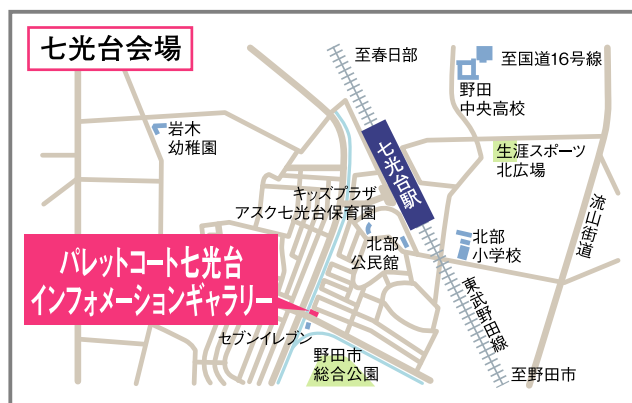 七光台会場
至春日部
至国道16号線
野田
中央高校
岩木
幼稚園
七光台駅
生涯スポーツ
北広場
キッズプラザ
アスク七光台保育園
流山街道
北部
公民館
北部
小学校
パレットコート七光台
インフォメーションギャラリー
東武野田線
セブンイレブン
野田市
総合公園
至野田市